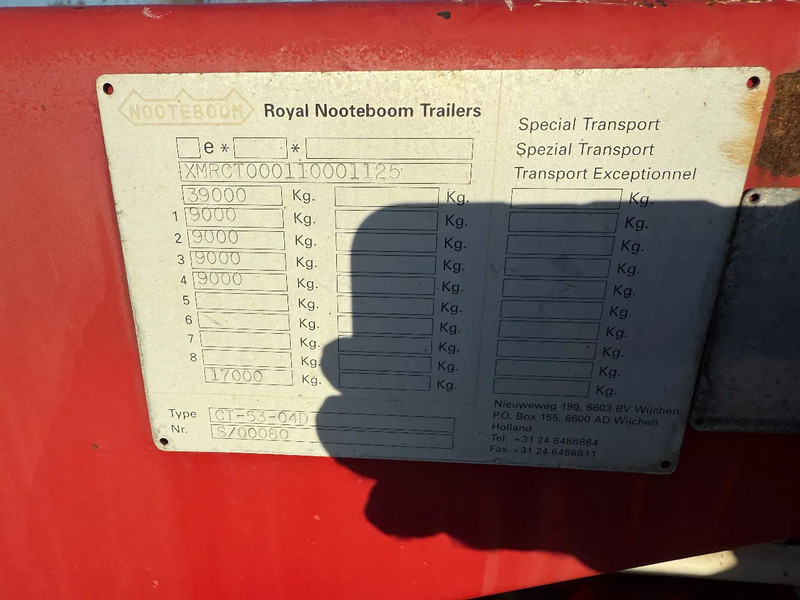 NOOTEBOOM
Royal Nooteboom Trailers
Special Transport
Spezial Transport
Transport Exceptionnel
e * *
XMRCT000110001125
39000 Kg. Kg. Kg.
1 9000 Kg. Kg. Kg.
2 9000 Kg. Kg. Kg.
3 9000 Kg. Kg. Kg.
4 9000 Kg. Kg. Kg.
5 Kg. Kg. Kg.
6 Kg. Kg. Kg.
7 Kg. Kg. Kg.
8 Kg. Kg. Kg.
17000 Kg. Kg. Kg.
Type CT-53-04D
Nr. S/00080
Nieuweweg 190, 6603 BV Wijchen
P.O. Box 155, 6600 AD Wijchen
Holland
Tel. +31 24 6488864
Fax. +31 24 6488811